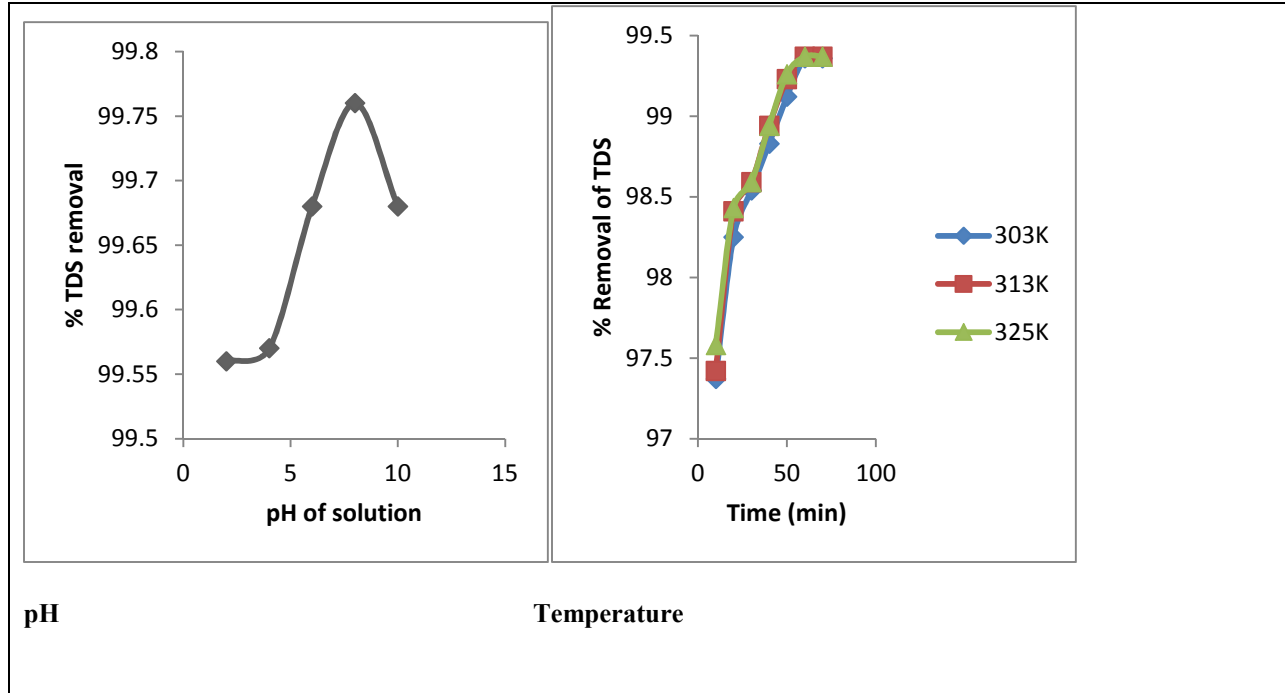 99.8
99.75
99.7
99.65
99.6
99.55
99.5
0 5 10 15
% TDS removal
pH of solution
99.5
99
98.5
98
97.5
97
0 50 100
% Removal of TDS
Time (min)
303K
313K
325K
pH Temperature